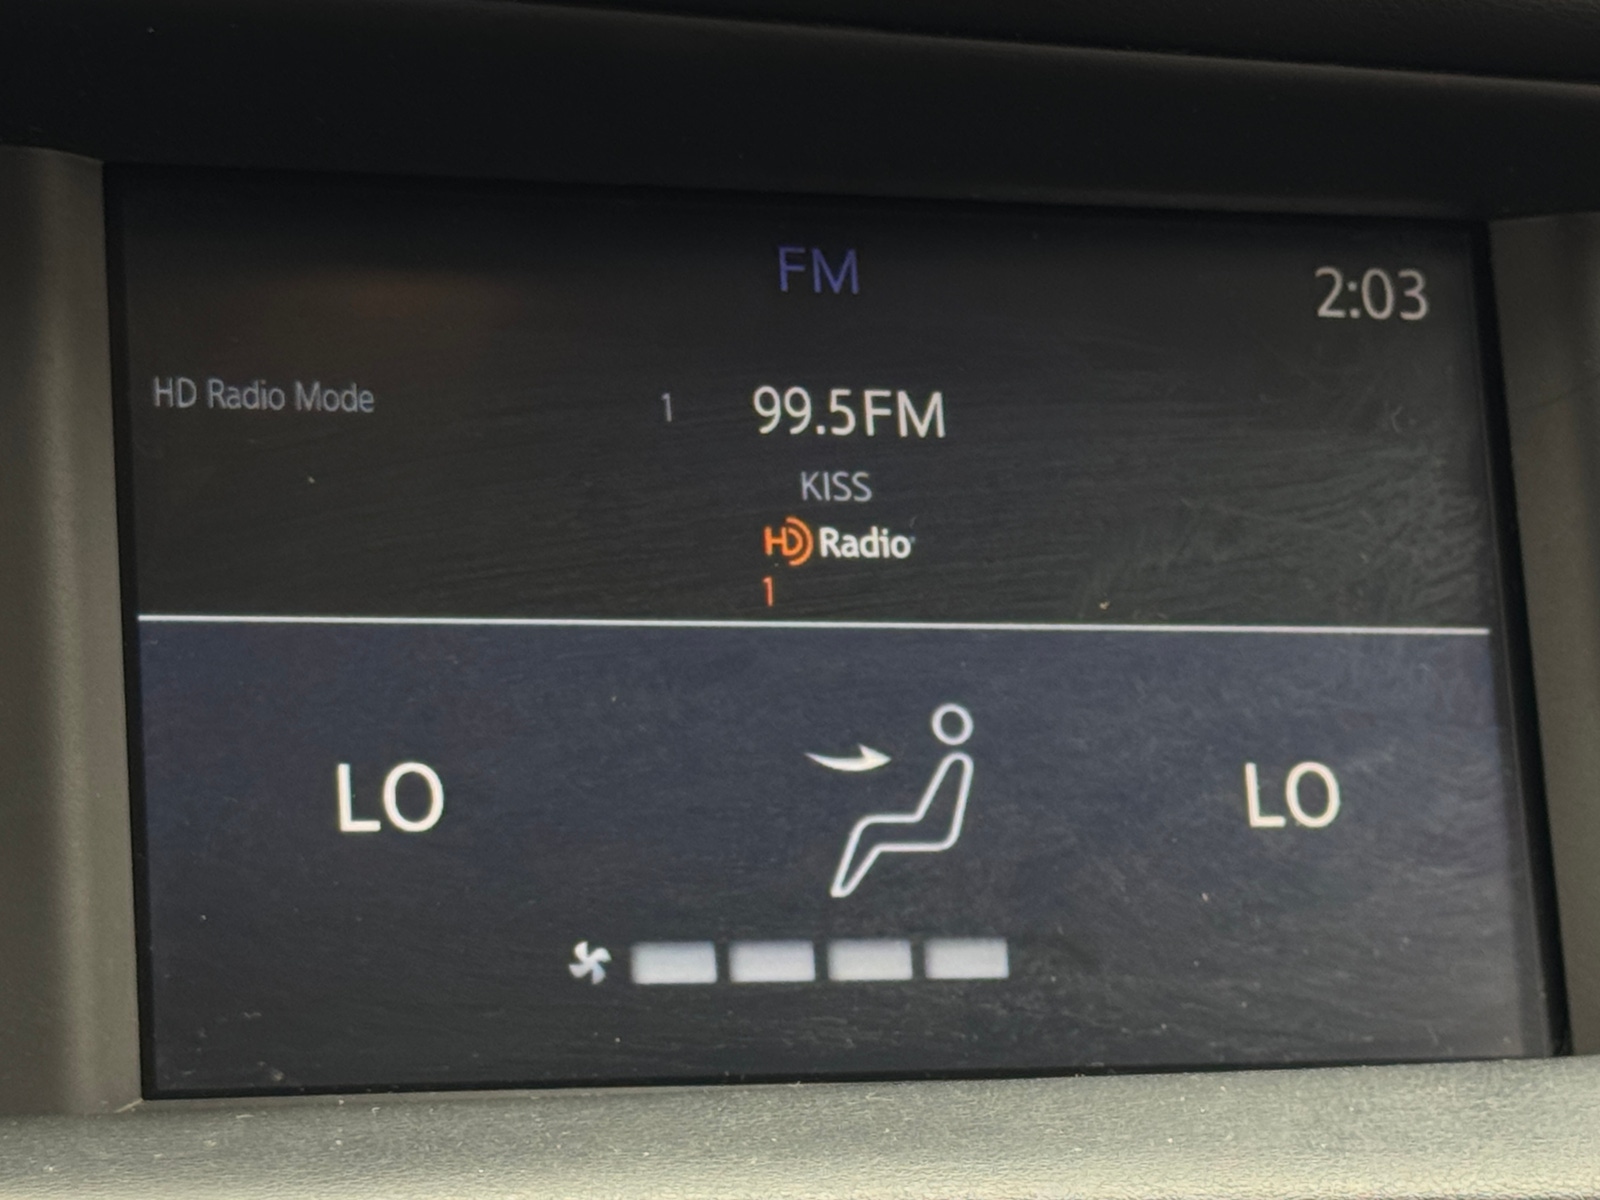 FM
2:03
HD Radio Mode
1 99.5FM
KISS
HD Radio
1
LO LO